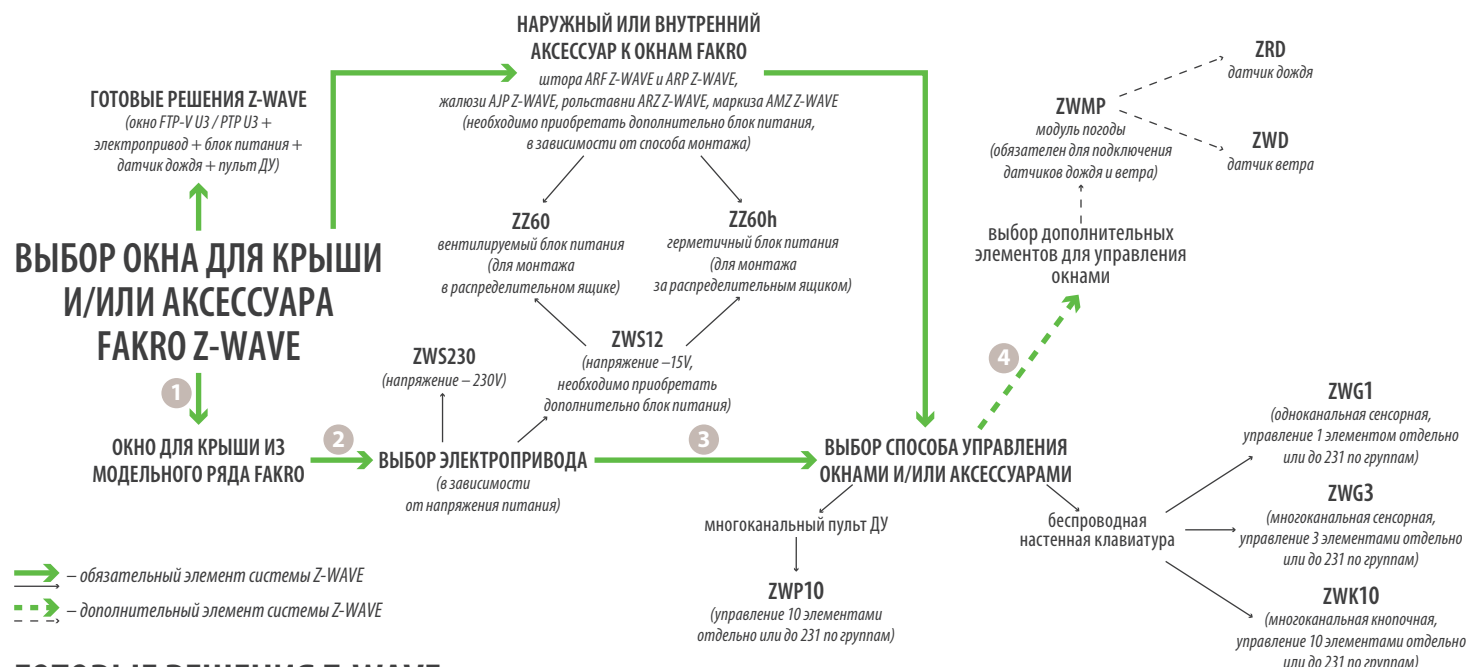 НАРУЖНЫЙ ИЛИ ВНУТРЕННИЙ
АКСЕССУАР К ОКНАМ FAKRO
штора ARF Z-WAVE и ARP Z-WAVE,
жалюзи AJP Z-WAVE, рольставни ARZ Z-WAVE, маркиза AMZ Z-WAVE
(необходимо приобретать дополнительно блок питания,
в зависимости от способа монтажа)
ГОТОВЫЕ РЕШЕНИЯ Z-WAVE
(окно FTP-V U3 / PTP U3 +
электропривод + блок питания +
датчик дождя + пульт ДУ)
ZRD
датчик дождя
ZWMP
модуль погоды
(обязателен для подключения
датчиков дождя и ветра)
ZWD
датчик ветра
ВЫБОР ОКНА ДЛЯ КРЫШИ
И/ИЛИ АКСЕССУАРА
FAKRO Z-WAVE
ZZ60
вентилируемый блок питания
(для монтажа
в распределительном ящике)
ZZ60h
герметичный блок питания
(для монтажа
за распределительным ящиком)
выбор дополнительных
элементов для управления
окнами
ZWS230
(напряжение – 230V)
ZWS12
(напряжение –15V,
необходимо приобретать
дополнительно блок питания)
4
1
ОКНО ДЛЯ КРЫШИ ИЗ
МОДЕЛЬНОГО РЯДА FAKRO
2
ВЫБОР ЭЛЕКТРОПРИВОДА
(в зависимости
от напряжения питания)
3
ВЫБОР СПОСОБА УПРАВЛЕНИЯ
ОКНАМИ И/ИЛИ АКСЕССУАРАМИ
многоканальный пульт ДУ
ZWP10
(управление 10 элементами
отдельно или до 231 по группам)
беспроводная
настенная клавиатура
ZWG1
(одноканальная сенсорная,
управление 1 элементом отдельно
или до 231 по группам)
ZWG3
(многоканальная сенсорная,
управление 3 элементами отдельно
или до 231 по группам)
ZWK10
(многоканальная кнопочная,
управление 10 элементами отдельно
или до 231 по группам)
– обязательный элемент системы Z-WAVE
– дополнительный элемент системы Z-WAVE
ГОТОВЫЕ РЕШЕНИЯ Z-WAVE